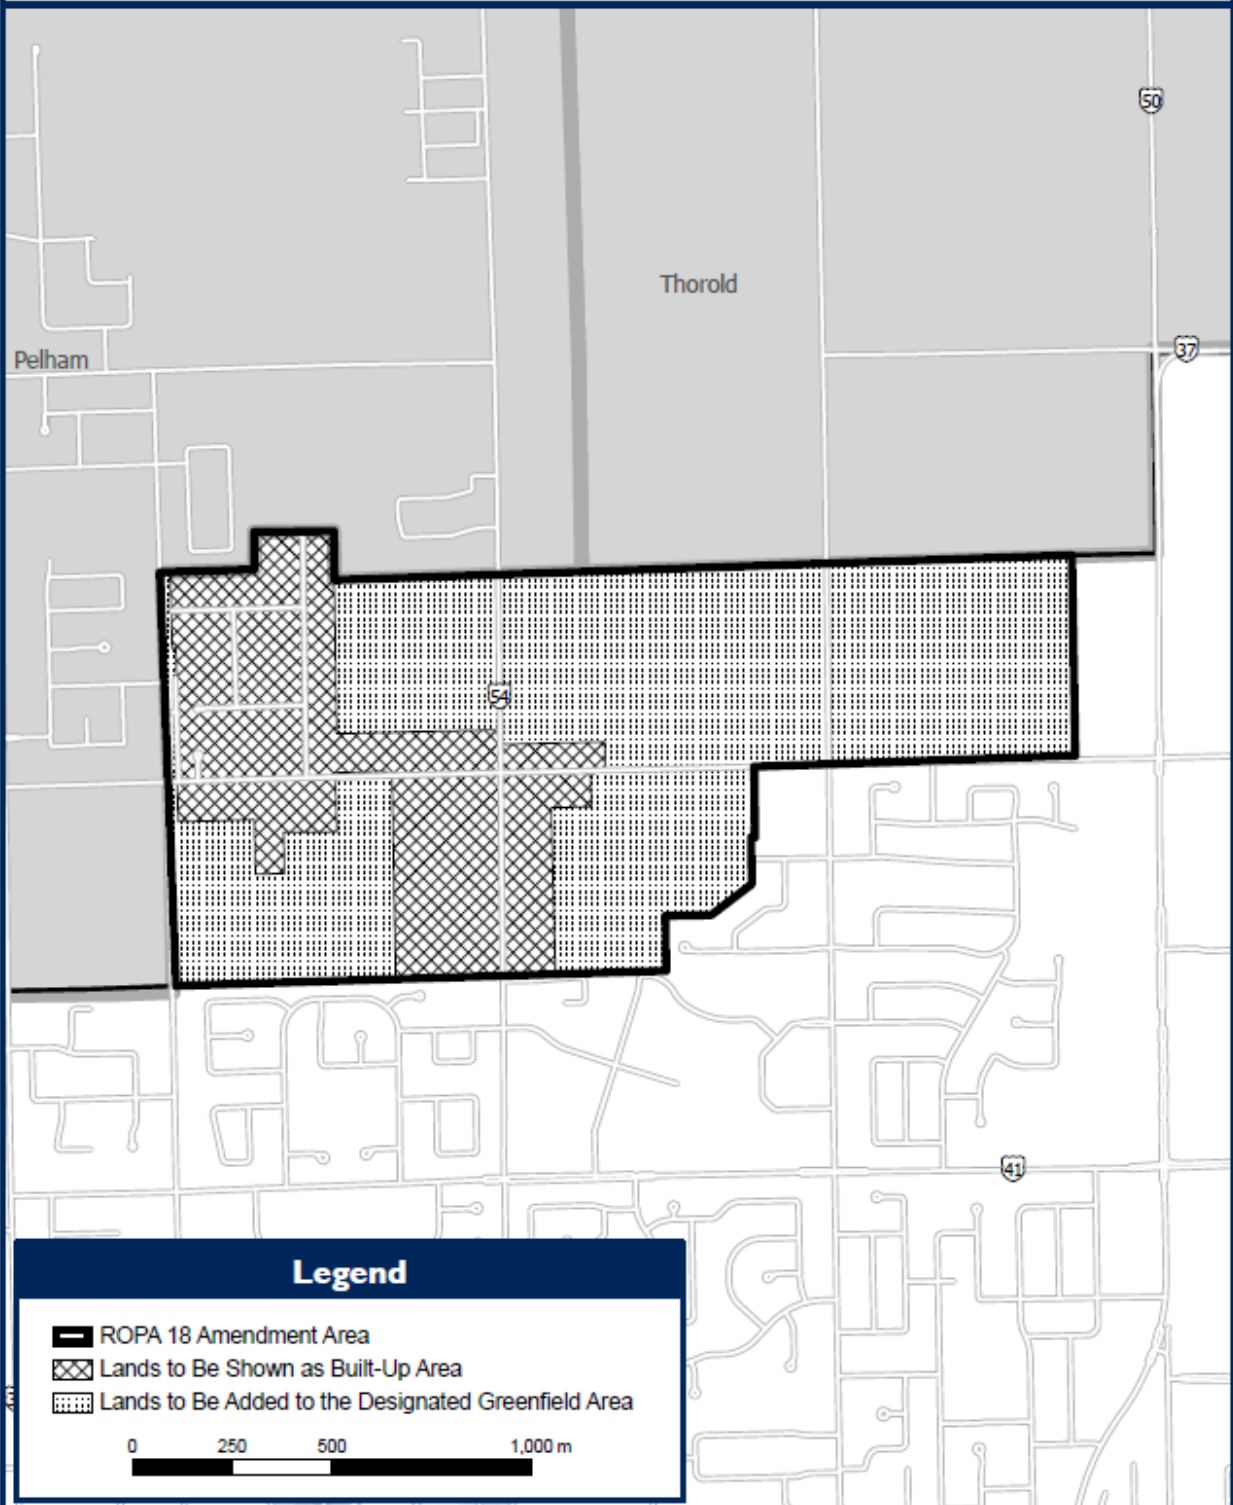 50
Thorold
37
Pelham
54
41
Legend
ROPA 18 Amendment Area
Lands to Be Shown as Built-Up Area
Lands to Be Added to the Designated Greenfield Area
0 250 500 1,000 m